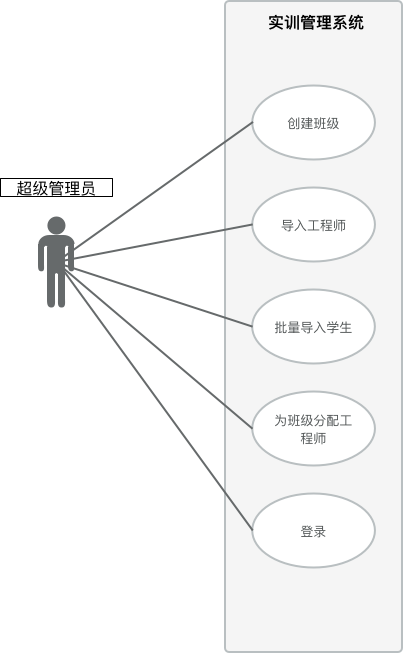 实训管理系统
创建班级
超级管理员
导入工程师
批量导入学生
为班级分配工
程师
登录